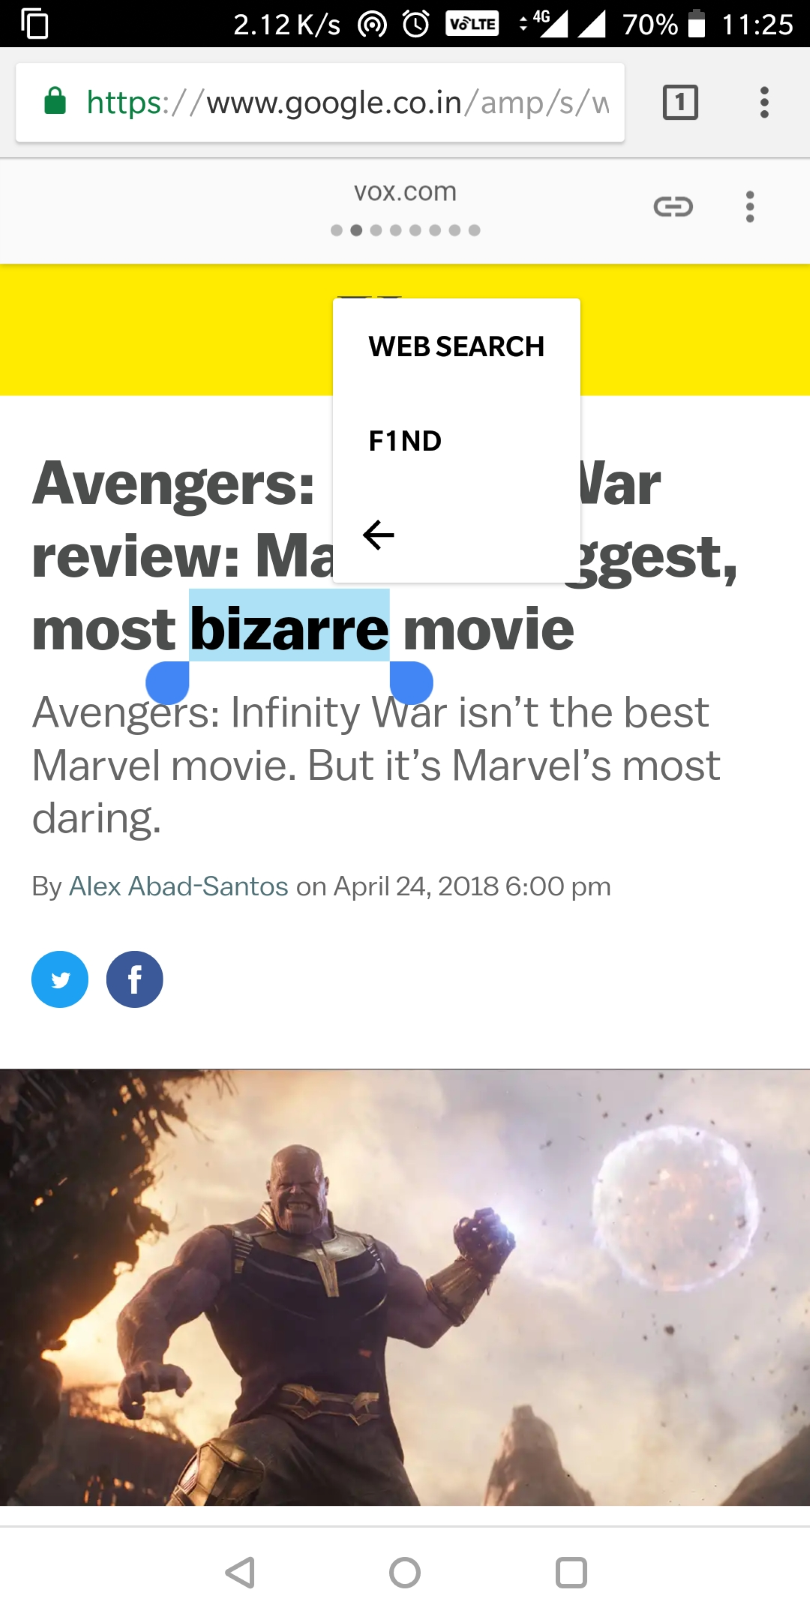 2.12 K/s VoLTE 4G 70% 11:25
https://www.google.co.in/amp/s/w
1
vox.com
WEB SEARCH
F1ND
Avengers: War
review: Ma ggest,
most bizarre movie
Avengers: Infinity War isn’t the best
Marvel movie. But it’s Marvel’s most
daring.
By Alex Abad-Santos on April 24, 2018 6:00 pm
f